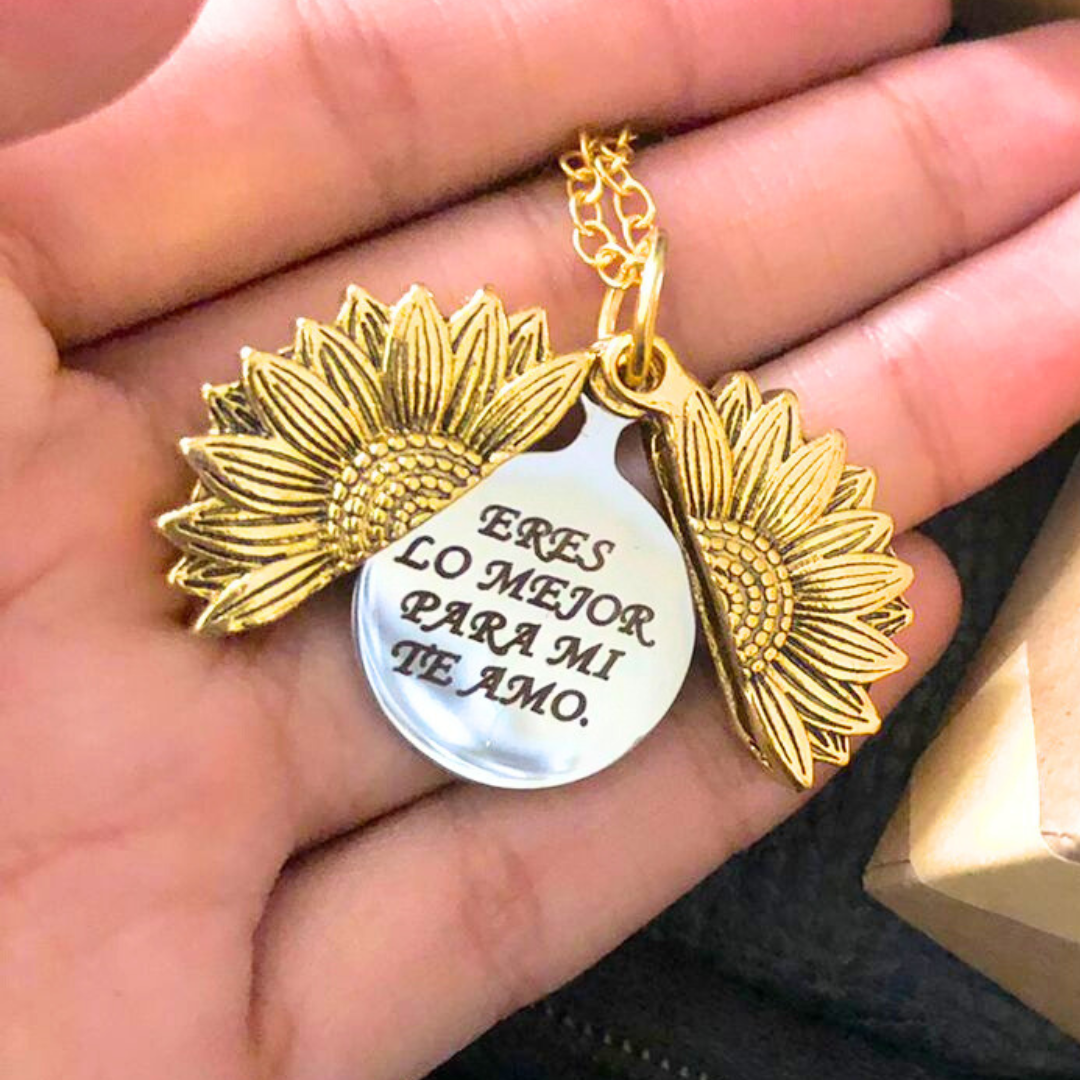 ERES
LO MEJOR
PARA MI
TE AMO.